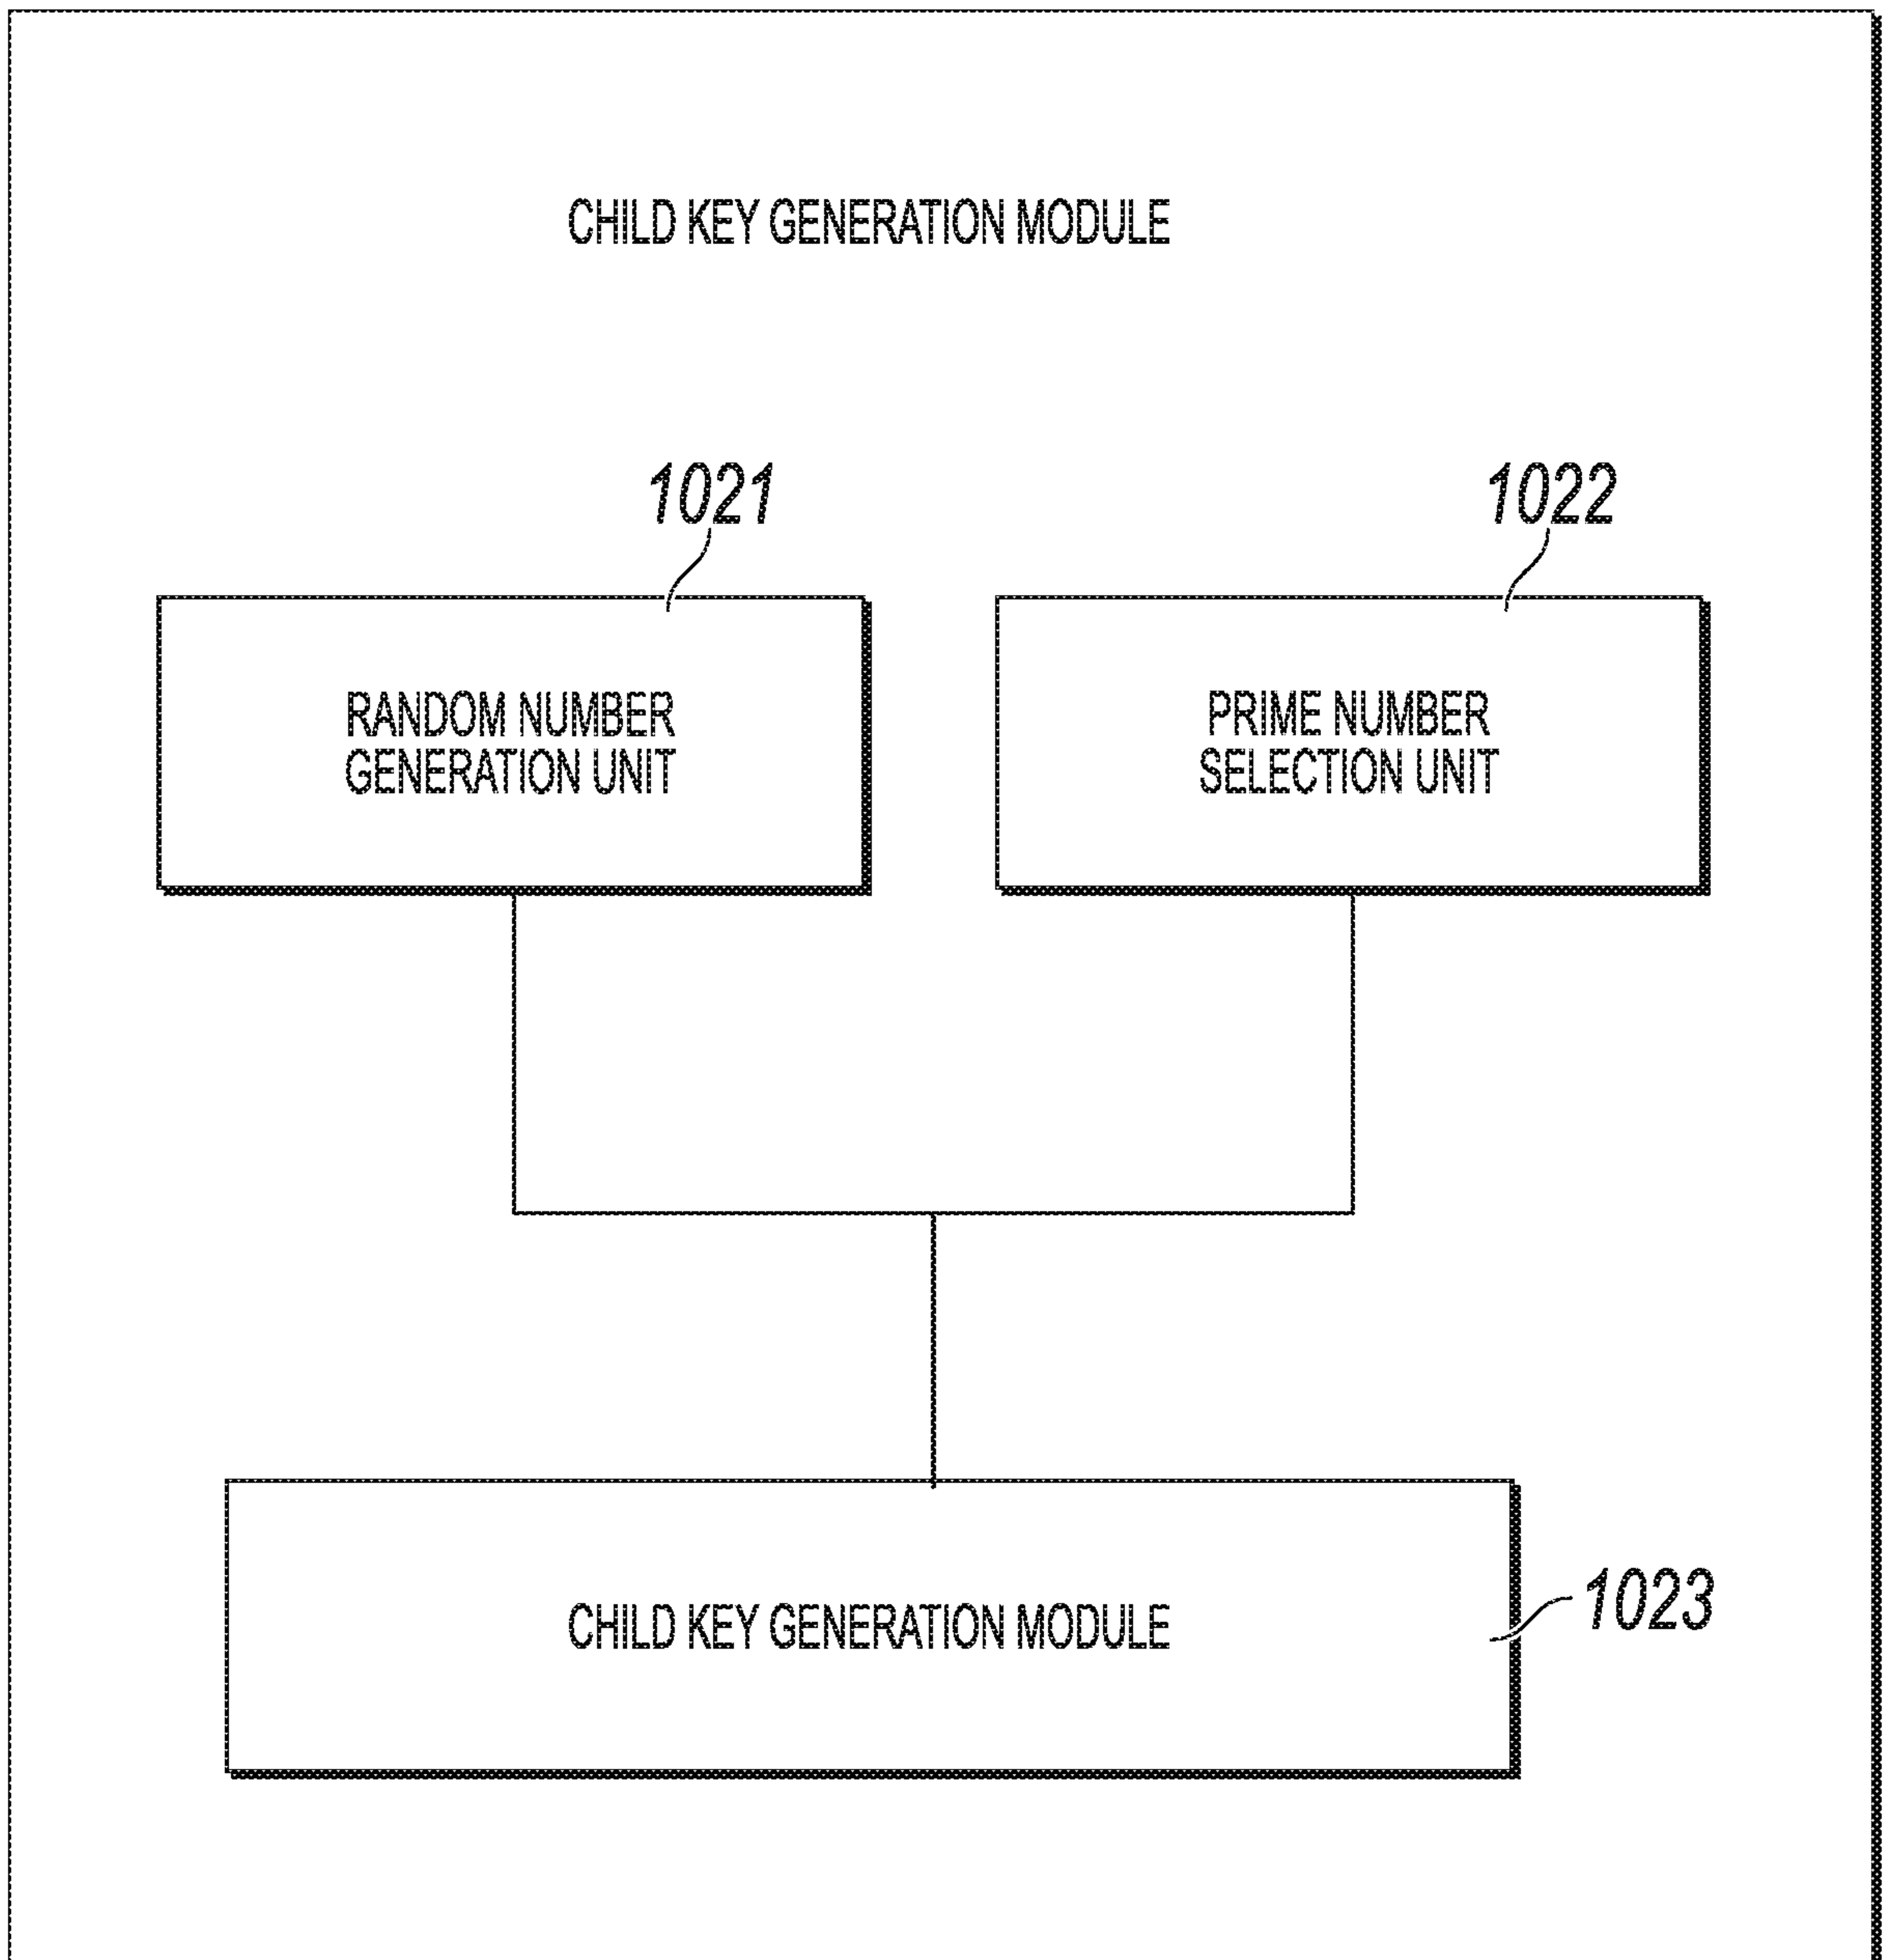 CHILD KEY GENERATION MODULE
1021
1022
RANDOM NUMBER
GENERATION UNIT
PRIME NUMBER
SELECTION UNIT
CHILD KEY GENERATION MODULE
1023